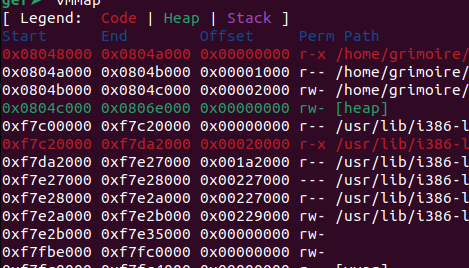 gef➤ vmmap
[ Legend: Code | Heap | Stack ]
Start End Offset Perm Path
0x08048000 0x0804a000 0x00000000 r-x /home/grimoire/
0x0804a000 0x0804b000 0x00001000 r-- /home/grimoire/
0x0804b000 0x0804c000 0x00002000 rw- /home/grimoire/
0x0804c000 0x0806e000 0x00000000 rw- [heap]
0xf7c00000 0xf7c20000 0x00000000 r-- /usr/lib/i386-l
0xf7c20000 0xf7da2000 0x00020000 r-x /usr/lib/i386-l
0xf7da2000 0xf7e27000 0x001a2000 r-- /usr/lib/i386-l
0xf7e27000 0xf7e28000 0x00227000 --- /usr/lib/i386-l
0xf7e28000 0xf7e2a000 0x00227000 r-- /usr/lib/i386-l
0xf7e2a000 0xf7e2b000 0x00229000 rw- /usr/lib/i386-l
0xf7e2b000 0xf7e35000 0x00000000 rw-
0xf7fbe000 0xf7fc0000 0x00000000 rw-